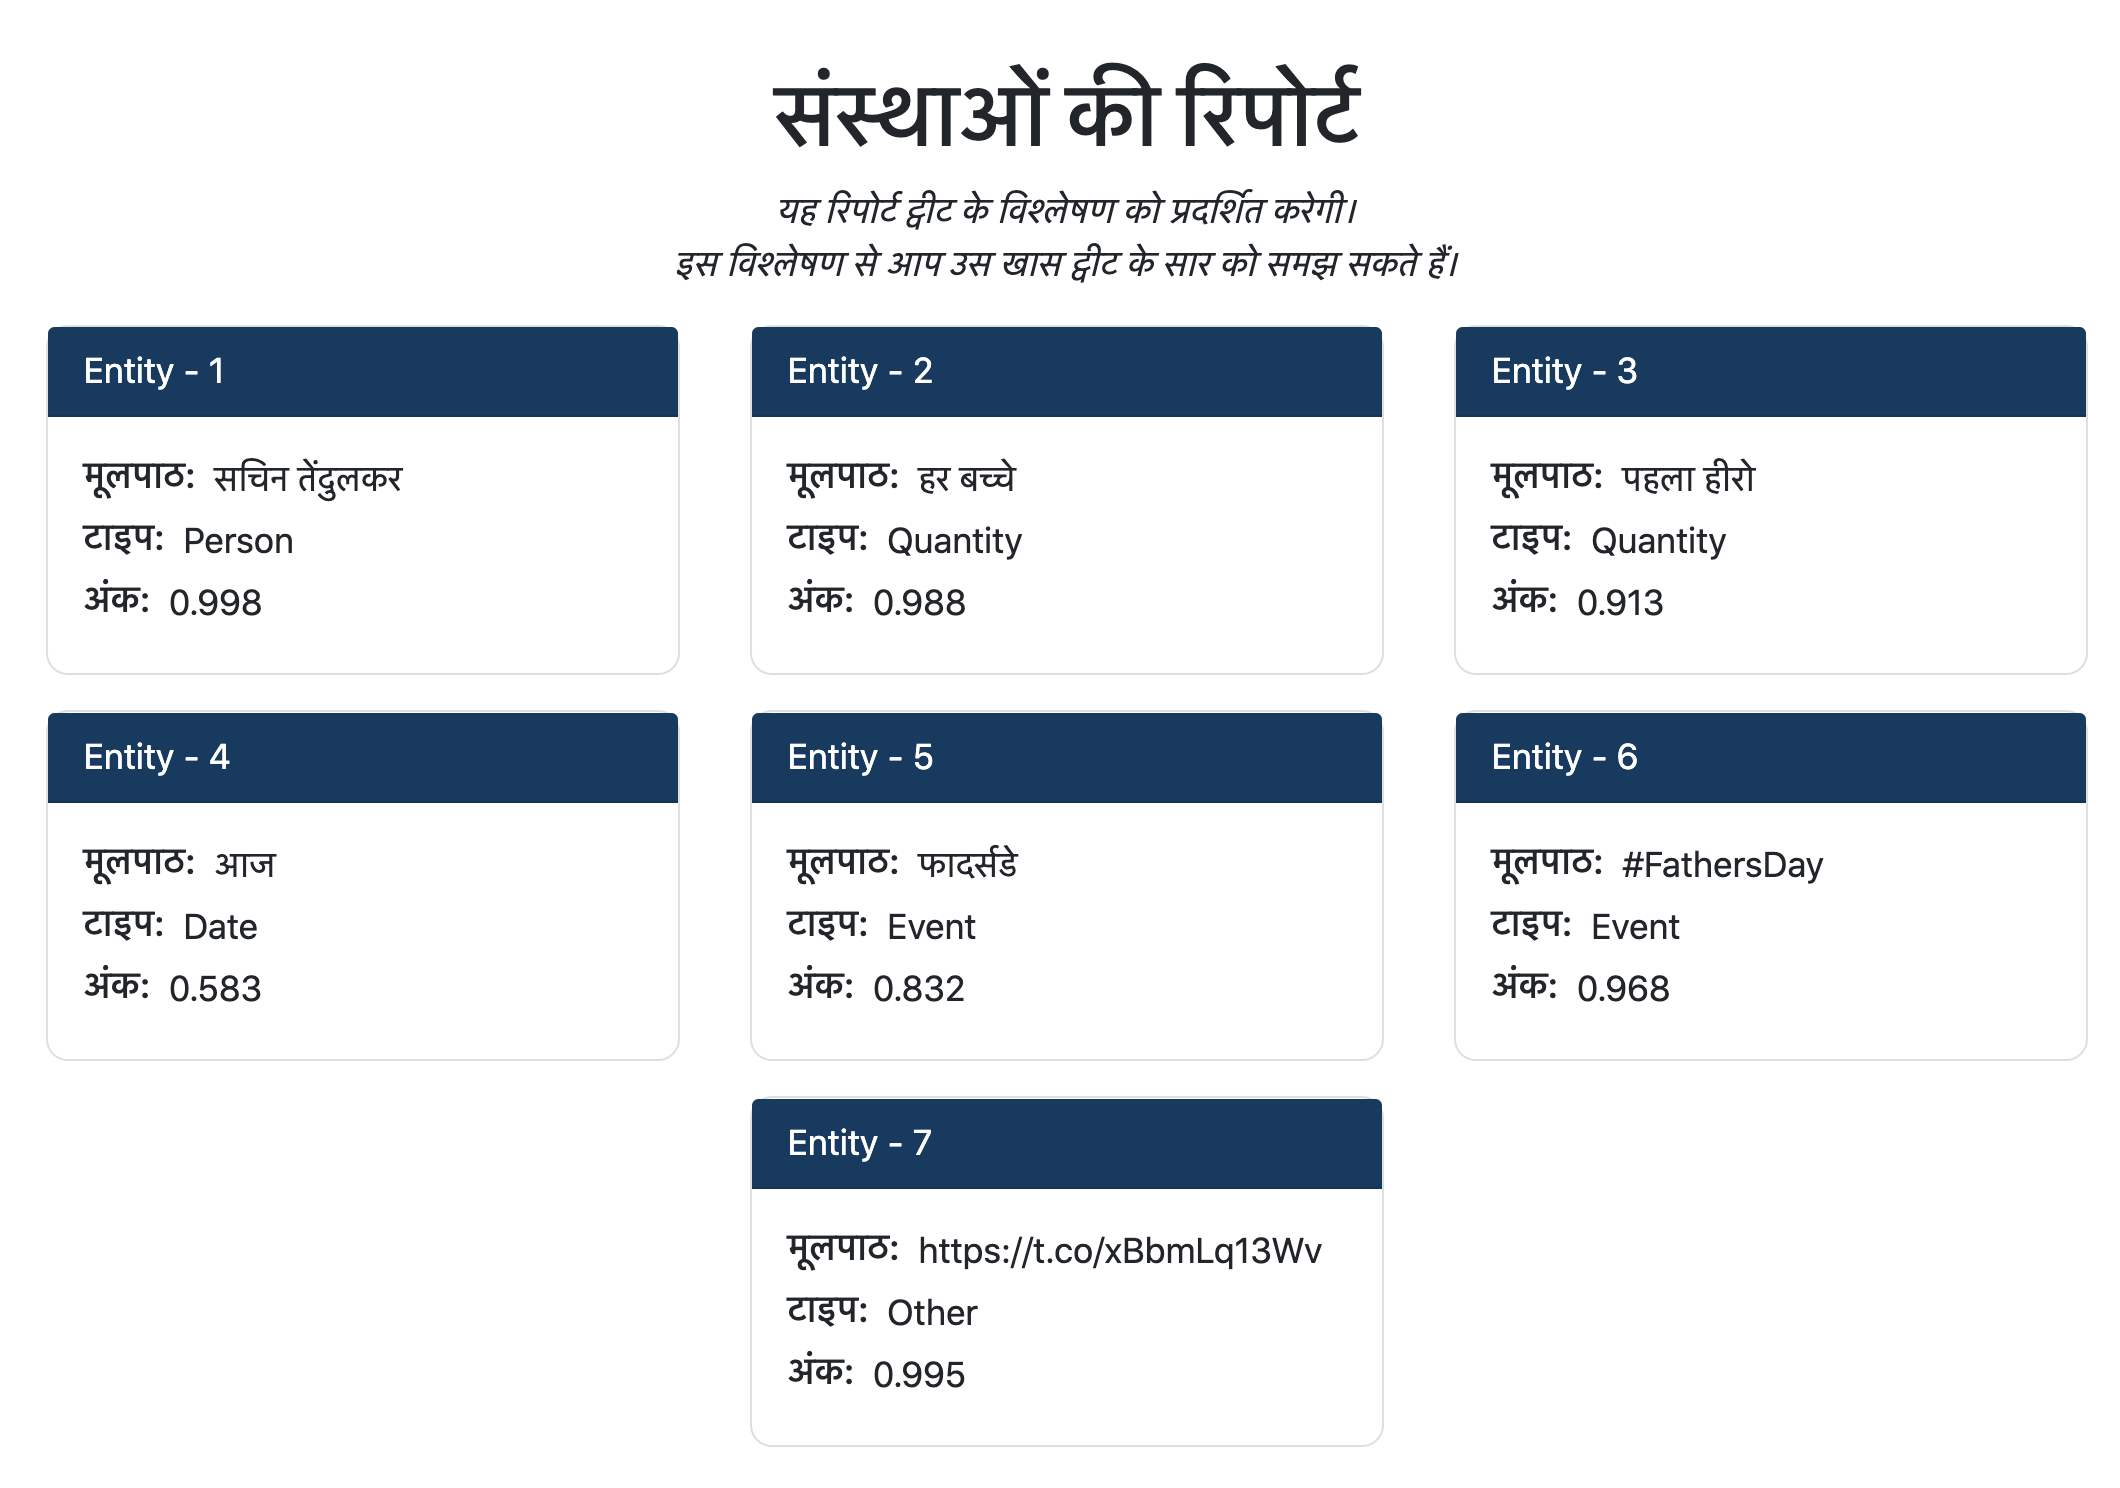 संस्थाओं की रिपोर्ट
यह रिपोर्ट ट्वीट के विश्लेषण को प्रदर्शित करेगी।
इस विश्लेषण से आप उस खास ट्वीट के सार को समझ सकते हैं।
Entity - 1
मूलपाठ: सचिन तेंदुलकर
टाइप: Person
अंक: 0.998
Entity - 2
मूलपाठ: हर बच्चे
टाइप: Quantity
अंक: 0.988
Entity - 3
मूलपाठ: पहला हीरो
टाइप: Quantity
अंक: 0.913
Entity - 4
मूलपाठ: आज
टाइप: Date
अंक: 0.583
Entity - 5
मूलपाठ: फादर्सडे
टाइप: Event
अंक: 0.832
Entity - 6
मूलपाठ: #FathersDay
टाइप: Event
अंक: 0.968
Entity - 7
मूलपाठ: https://t.co/xBbmLq13Wv
टाइप: Other
अंक: 0.995